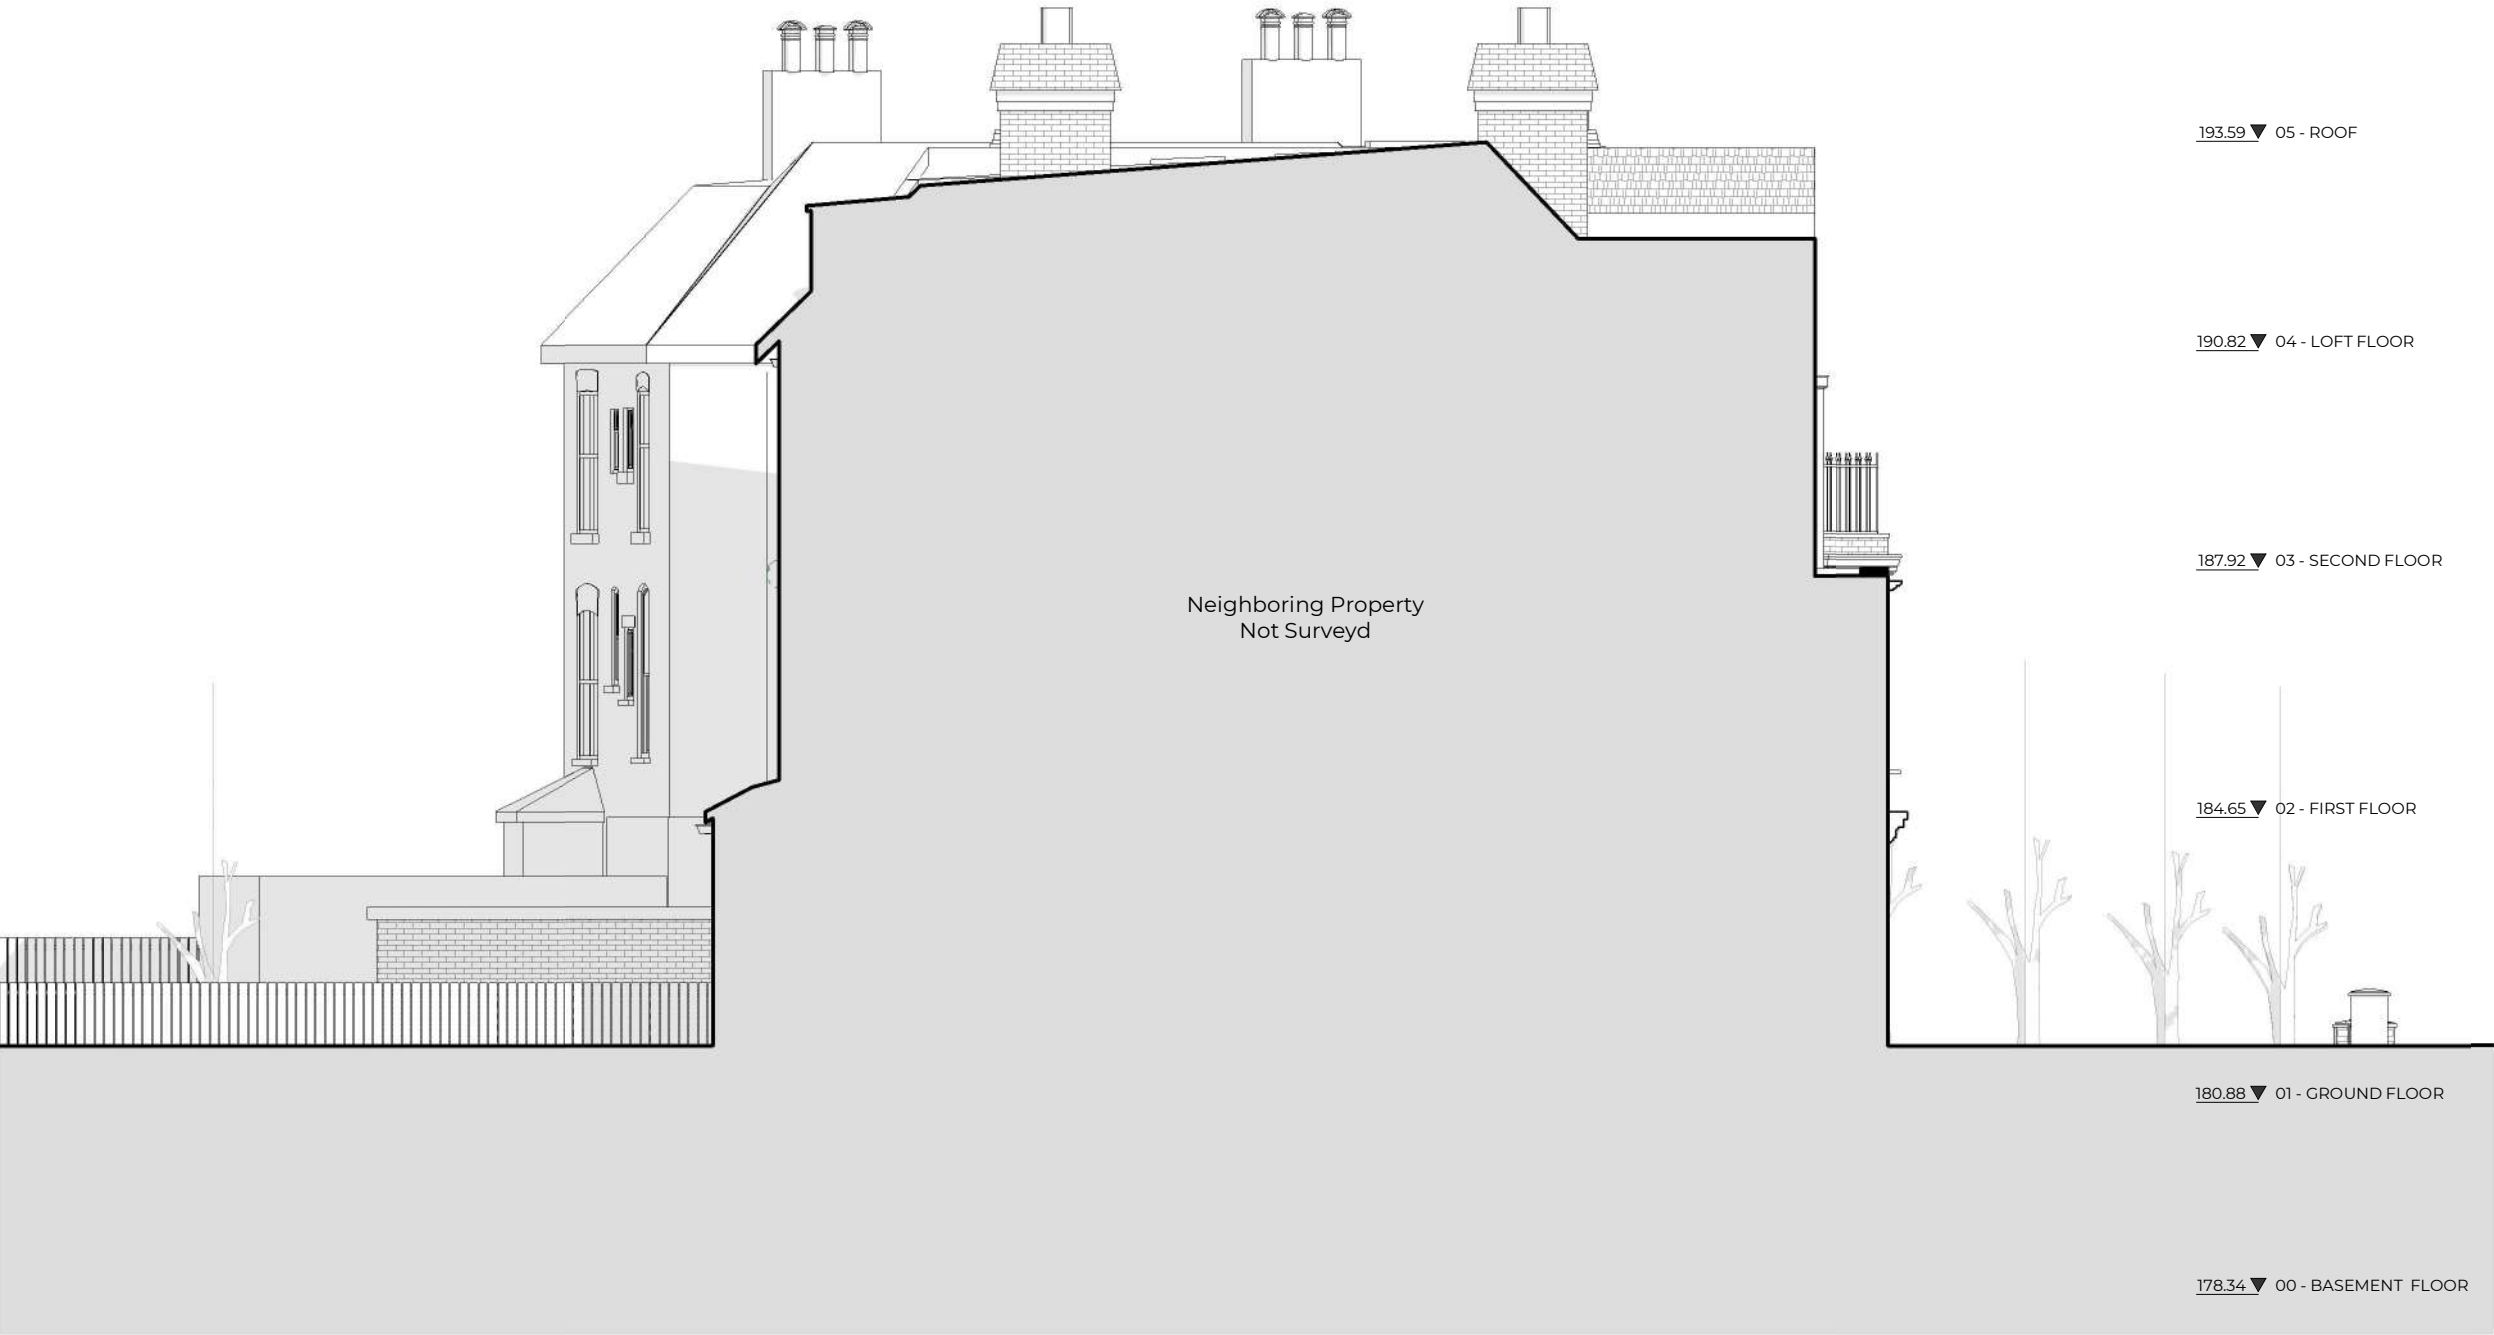 193.59 05 - ROOF
190.82 04 - LOFT FLOOR
187.92 03 - SECOND FLOOR
Neighboring Property
Not Surveyd
184.65 02 - FIRST FLOOR
180.88 01 - GROUND FLOOR
178.34 00 - BASEMENT FLOOR